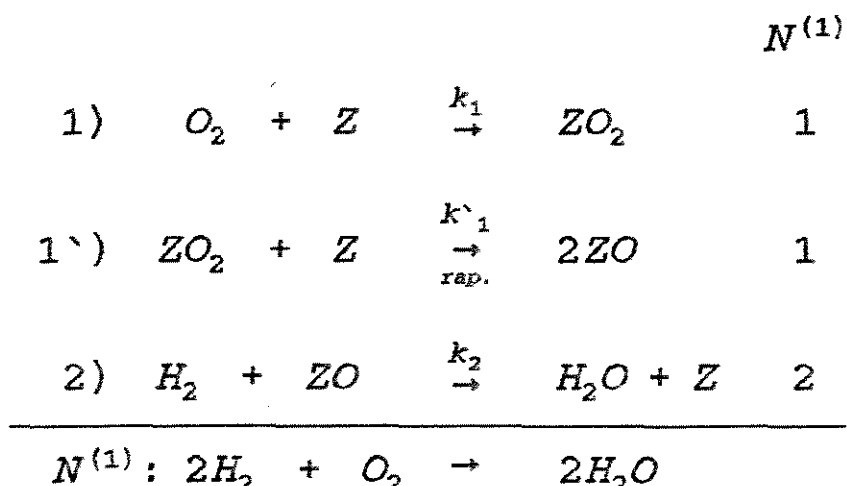 N^(1)
1) O₂ + Z k₁ → ZO₂ 1
1`) ZO₂ + Z k`₁ → rap. 2ZO 1
2) H₂ + ZO k₂ → H₂O + Z 2
N^(1): 2H₂ + O₂ → 2H₂O